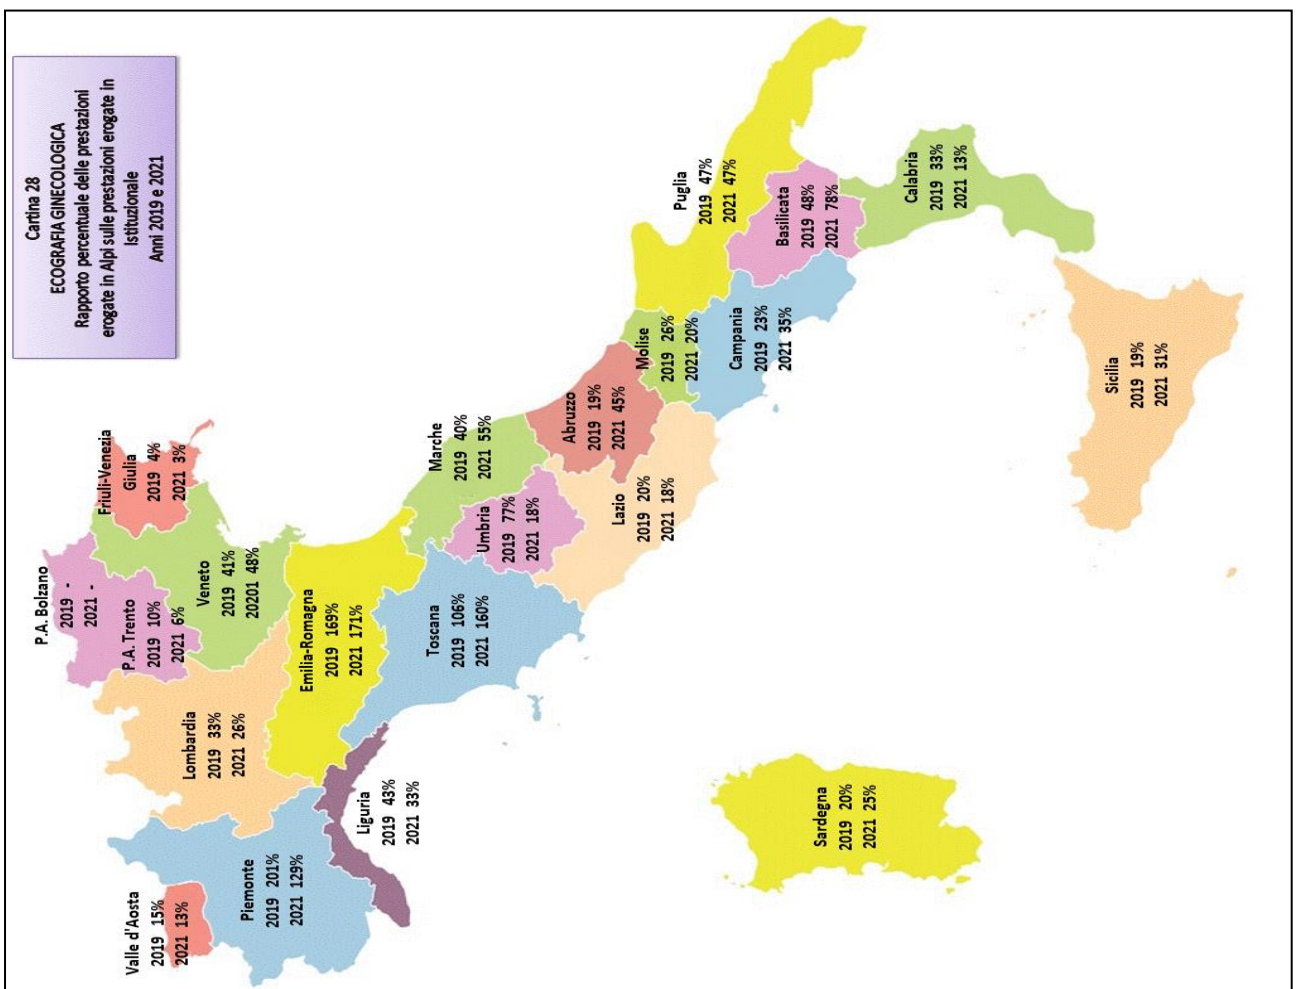 Cartina 28
ECOGRAFIA GINECOLOGICA
Rapporto percentuale delle prestazioni
erogate in Alpi sulle prestazioni erogate in
Istituzionale
Anni 2019 e 2021
P.A. Bolzano
2019 -
2021 -
P.A. Trento
2019 10%
2021 6%
Friuli-Venezia
Giulia
2019 4%
2021 3%
Valle d'Aosta
2019 15%
2021 13%
Piemonte
2019 201%
2021 129%
Lombardia
2019 33%
2021 26%
Veneto
2019 41%
20201 48%
Liguria
2019 43%
2021 33%
Emilia-Romagna
2019 169%
2021 171%
Toscana
2019 106%
2021 160%
Umbria
2019 77%
2021 18%
Marche
2019 40%
2021 55%
Lazio
2019 20%
2021 18%
Abruzzo
2019 19%
2021 45%
Molise
2019 26%
2021 20%
Campania
2019 23%
2021 35%
Puglia
2019 47%
2021 47%
Basilicata
2019 48%
2021 78%
Calabria
2019 33%
2021 13%
Sardegna
2019 20%
2021 25%
Sicilia
2019 19%
2021 31%